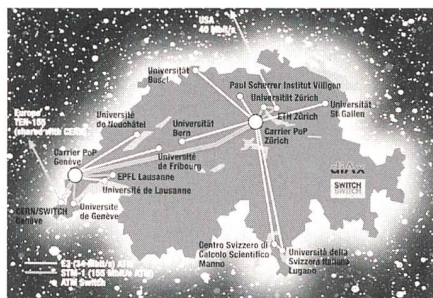 USA
40 Mbit/s
Universität
Basel
Paul Scherrer Institut Villigen
Universität Zürich
ETH Zürich
Universität
St. Gallen
Europe
TEN-155
(shared with CERN)
Université
de Neuchâtel
Universität
Bern
Carrier PoP
Zürich
Carrier PoP
Genève
Université
de Fribourg
EPFL Lausanne
Université de Lausanne
diAx
SWITCH
SWITCH
CERN/SWITCH
Genève
Université
de Genève
Centro Svizzero di
Calcolo Scientifico
Manno
Università della
Svizzera Italiana
Lugano
E3 (34 Mbit/s) ATM
STM-1 (155 Mbit/s) ATM
ATM Switch